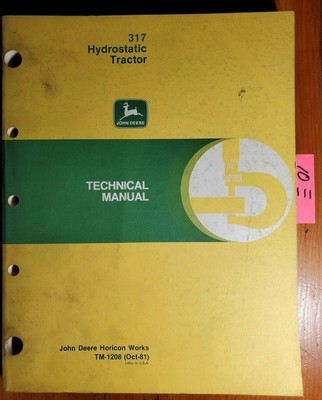 317
Hydrostatic
Tractor
JOHN DEERE
TECHNICAL
MANUAL
John Deere Horicon Works
TM-1208 (Oct-81)